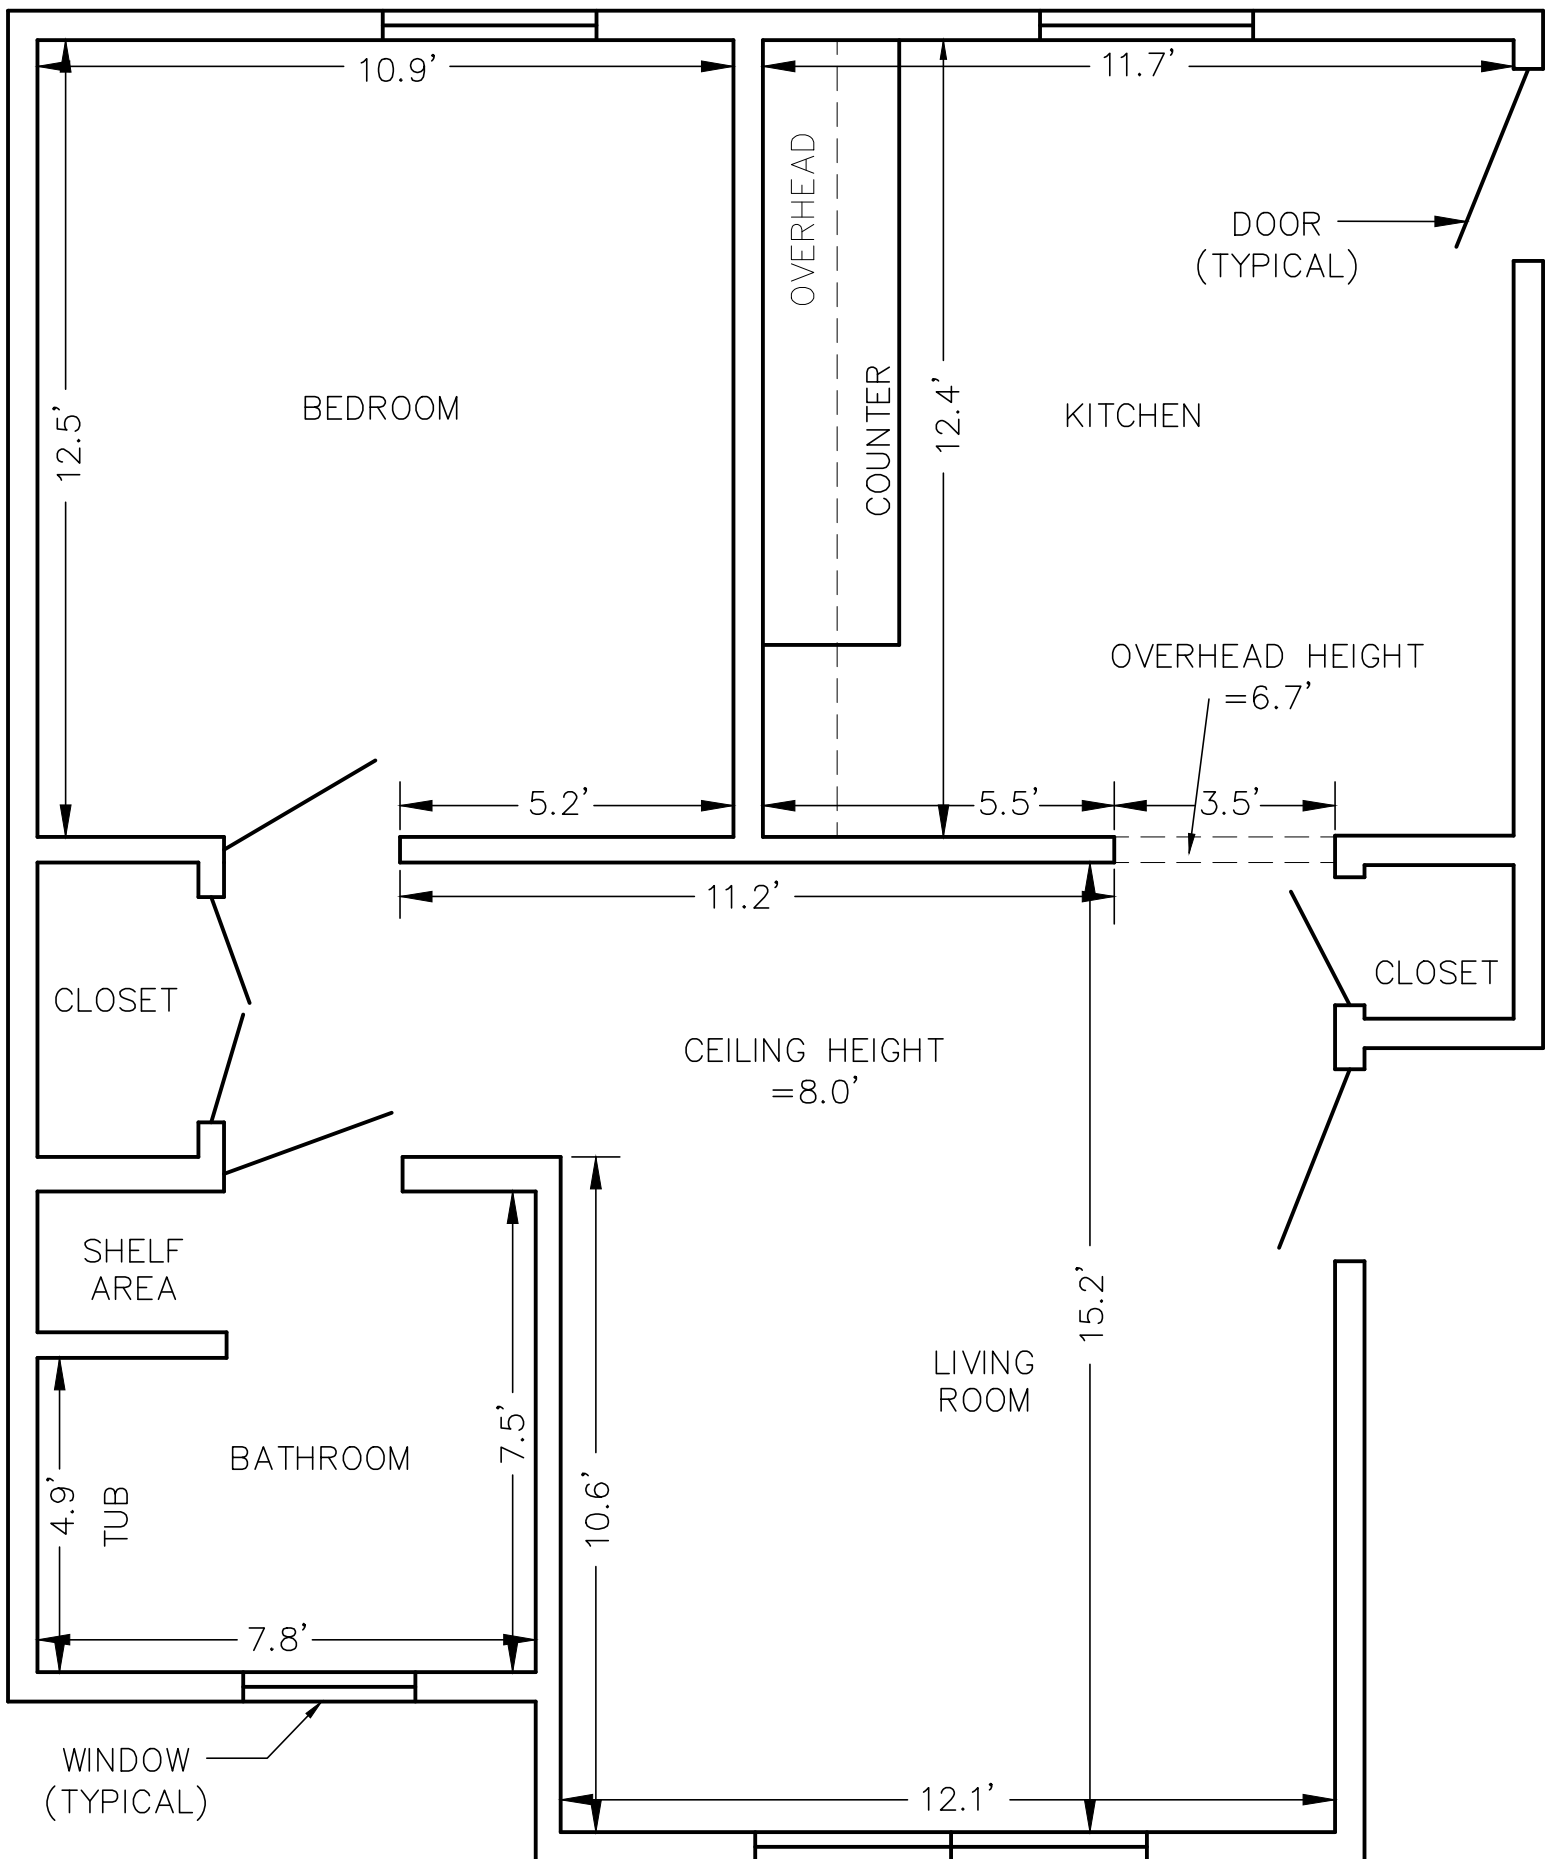 10.9’
11.7’
OVERHEAD
DOOR
(TYPICAL)
12.5’
BEDROOM
COUNTER
12.4’
KITCHEN
OVERHEAD HEIGHT
=6.7’
5.2’
5.5’
3.5’
11.2’
CLOSET
CLOSET
CEILING HEIGHT
=8.0’
SHELF
AREA
15.2’
LIVING
ROOM
BATHROOM
7.5’
4.9’
TUB
10.6’
7.8’
WINDOW
(TYPICAL)
12.1’